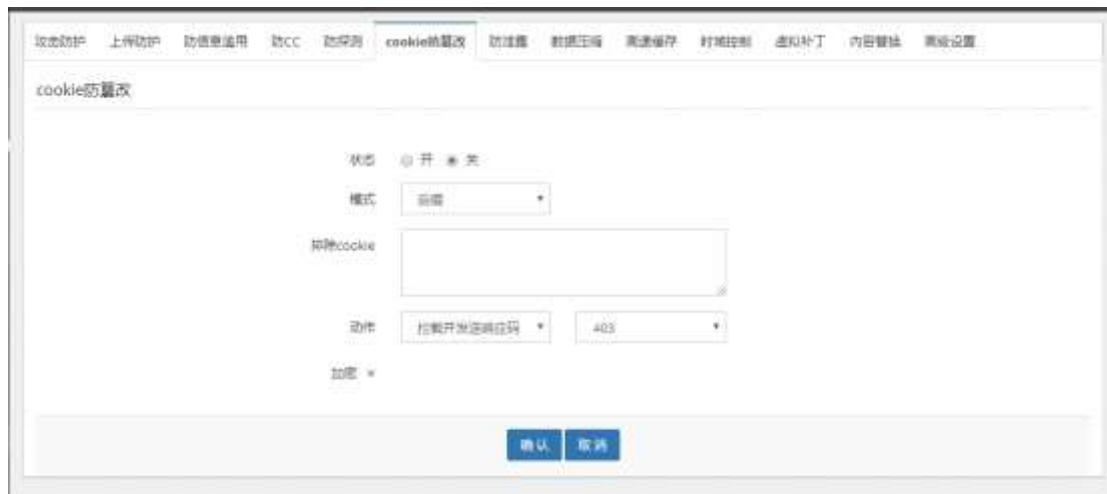 攻击防护 上传防护 防信息滥用 防CC 防探测 cookie防篡改 防泄露 数据压缩 高速缓存 时域控制 虚拟补丁 内容替换 高级设置
cookie防篡改
状态 开 关
模式
排除cookie
动作 拦截并发送响应码 403
加密
确认 取消